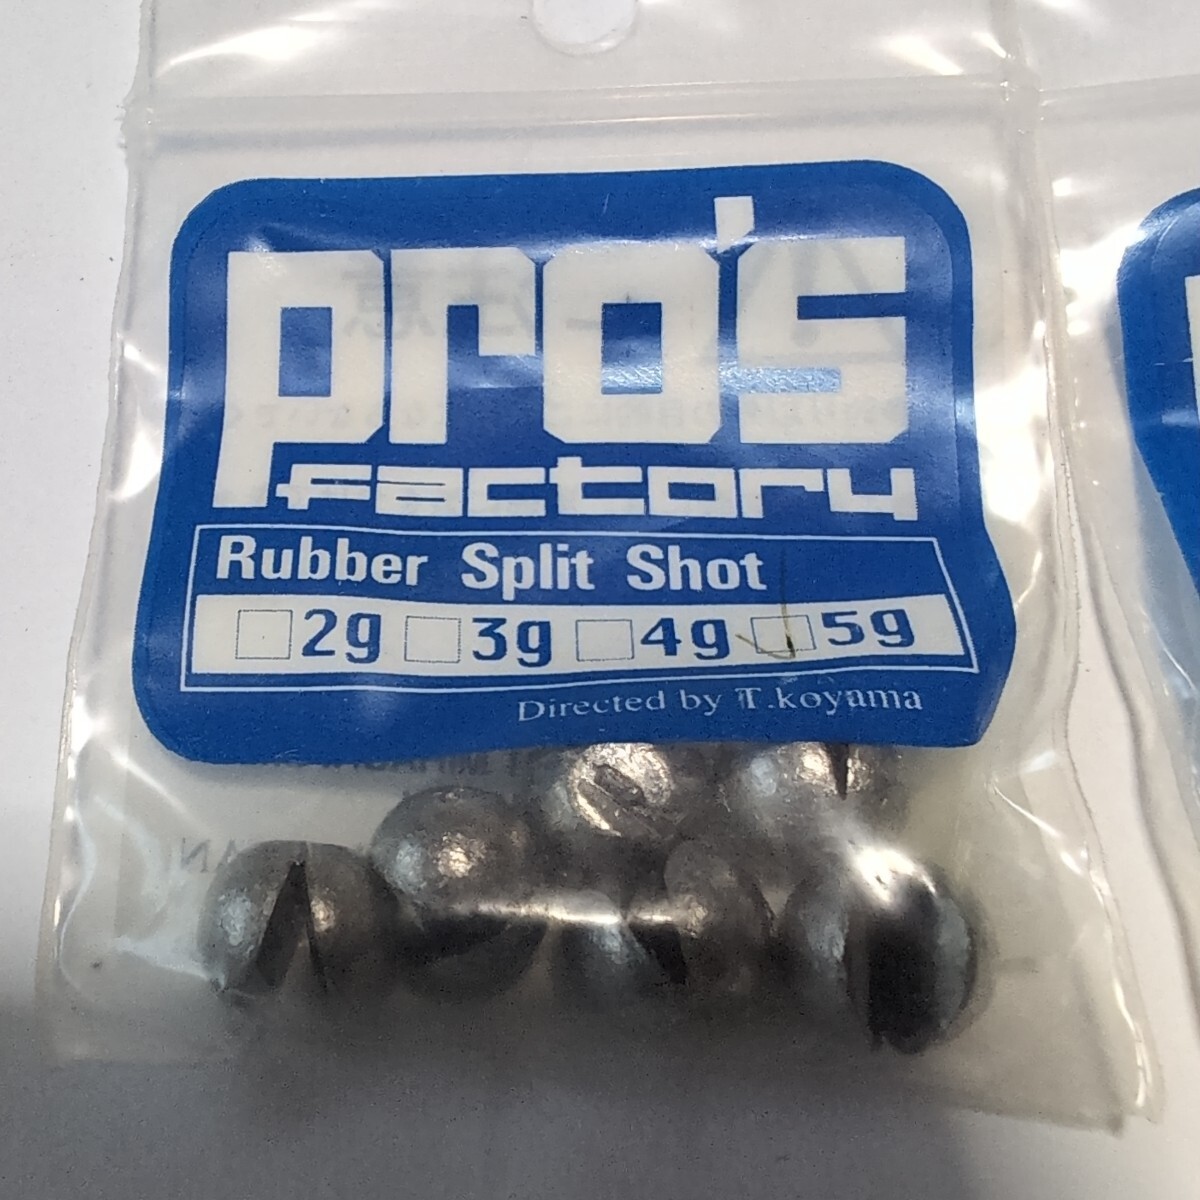 pro's
factory
Rubber Split Shot
2g 3g 4g 5g
Directed by T.koyama